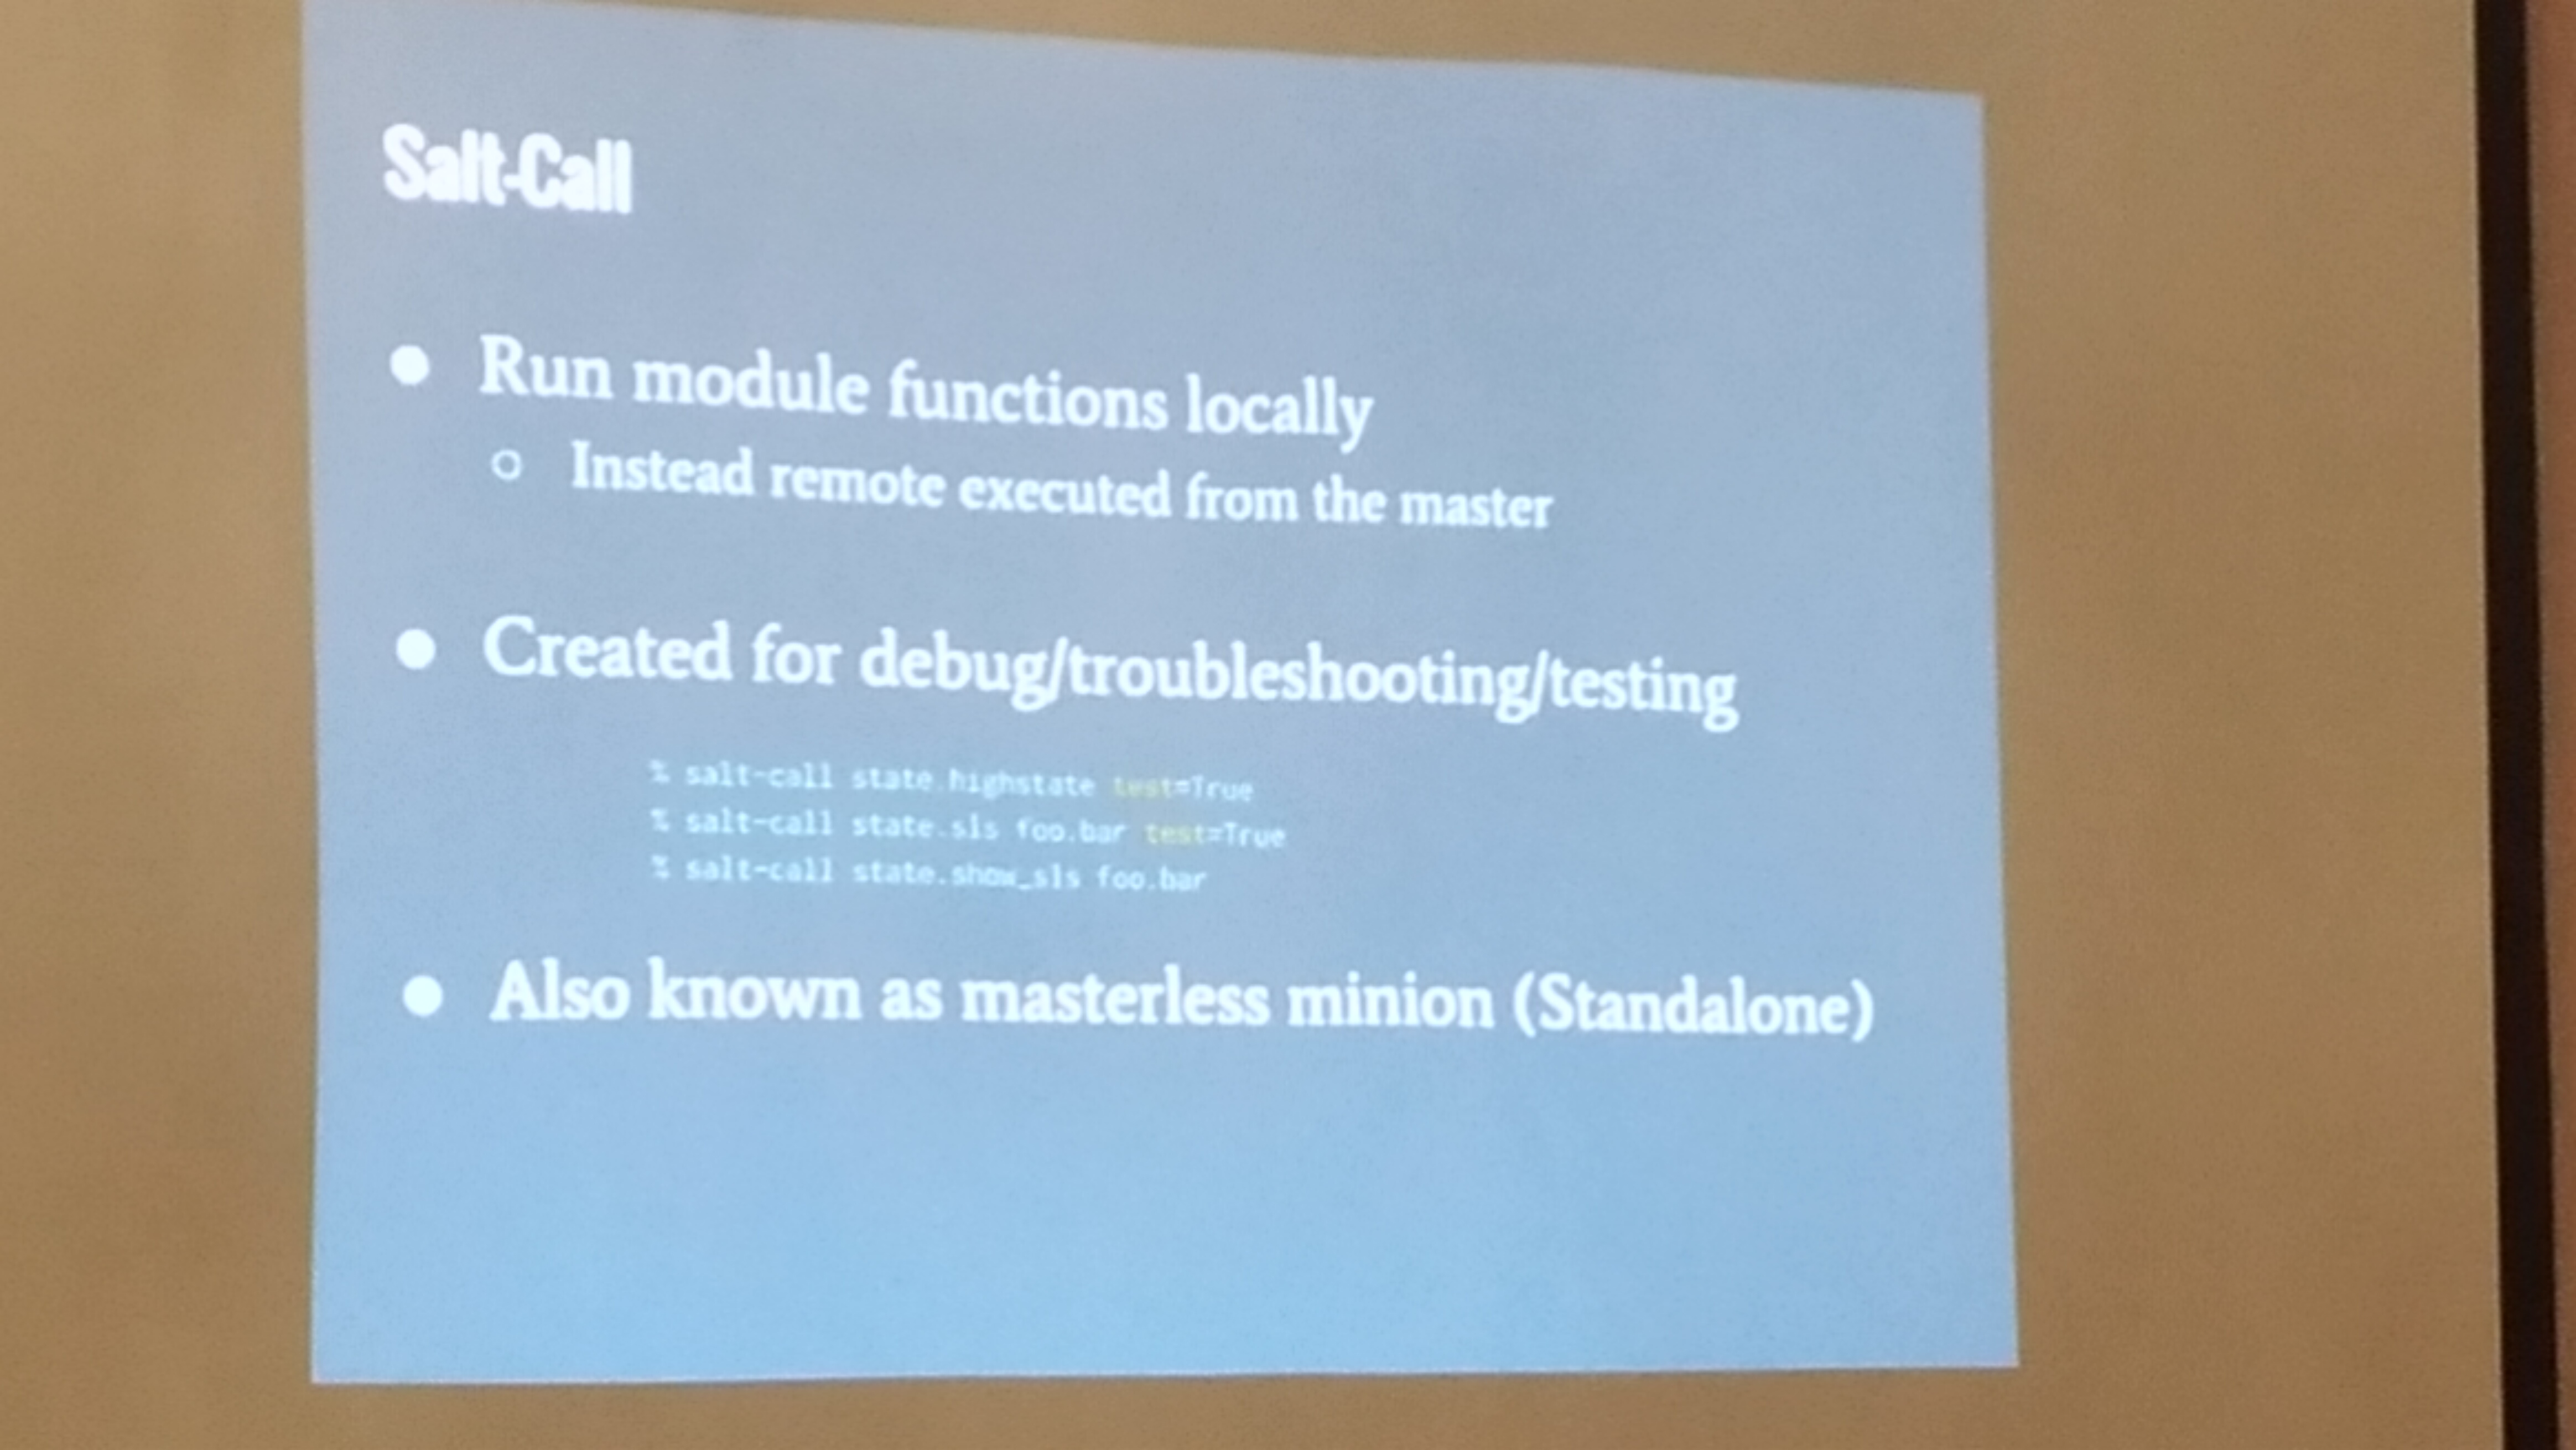 Salt-Call
● Run module functions locally
○ Instead remote executed from the master
● Created for debug/troubleshooting/testing
% salt-call state.highstate test=True
% salt-call state.sls foo.bar test=True
% salt-call state.show_sls foo.bar
● Also known as masterless minion (Standalone)